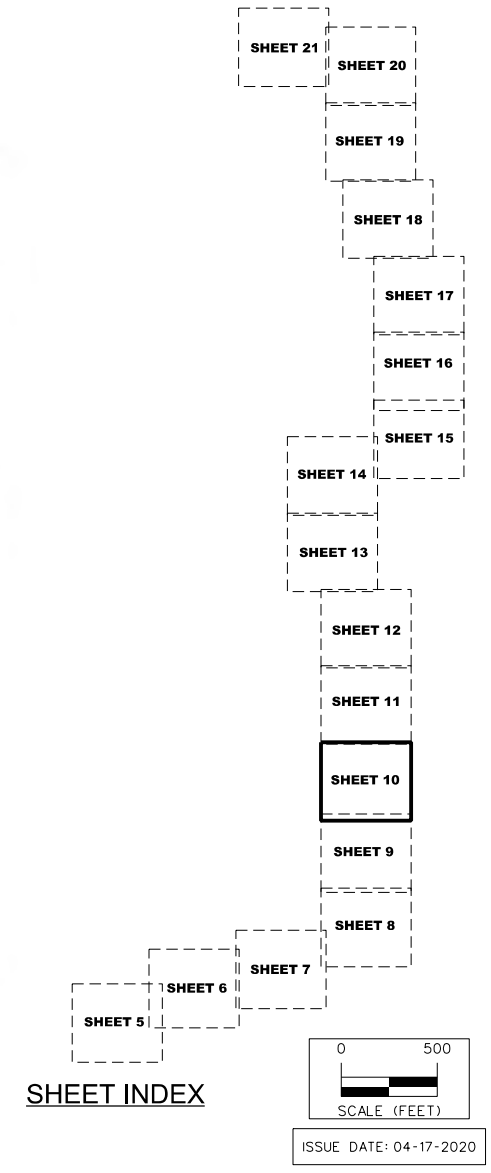 SHEET 21
SHEET 20
SHEET 19
SHEET 18
SHEET 17
SHEET 16
SHEET 15
SHEET 14
SHEET 13
SHEET 12
SHEET 11
SHEET 10
SHEET 9
SHEET 8
SHEET 7
SHEET 6
SHEET 5
SHEET INDEX
0 500
SCALE (FEET)
ISSUE DATE: 04-17-2020